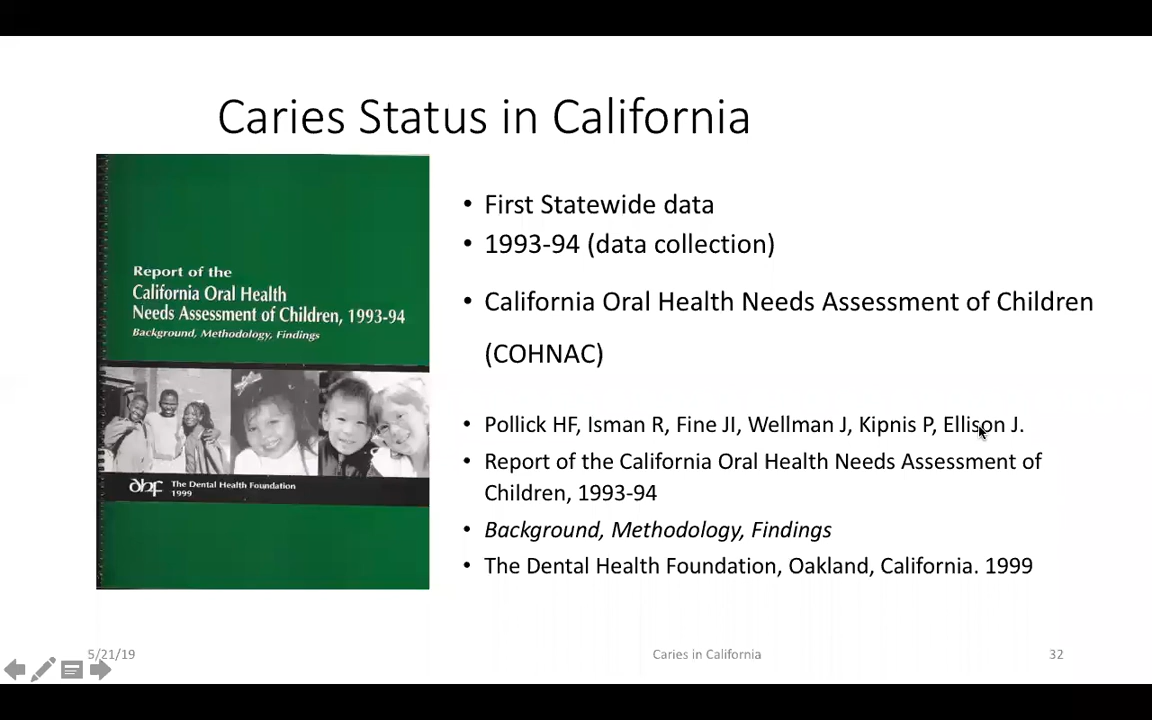 Caries Status in California
Report of the
California Oral Health
Needs Assessment of Children, 1993-94
Background, Methodology, Findings
dhf The Dental Health Foundation
1999
• First Statewide data
• 1993-94 (data collection)
• California Oral Health Needs Assessment of Children
(COHNAC)
• Pollick HF, Isman R, Fine JI, Wellman J, Kipnis P, Ellison J.
• Report of the California Oral Health Needs Assessment of
Children, 1993-94
• Background, Methodology, Findings
• The Dental Health Foundation, Oakland, California. 1999
5/21/19
Caries in California
32